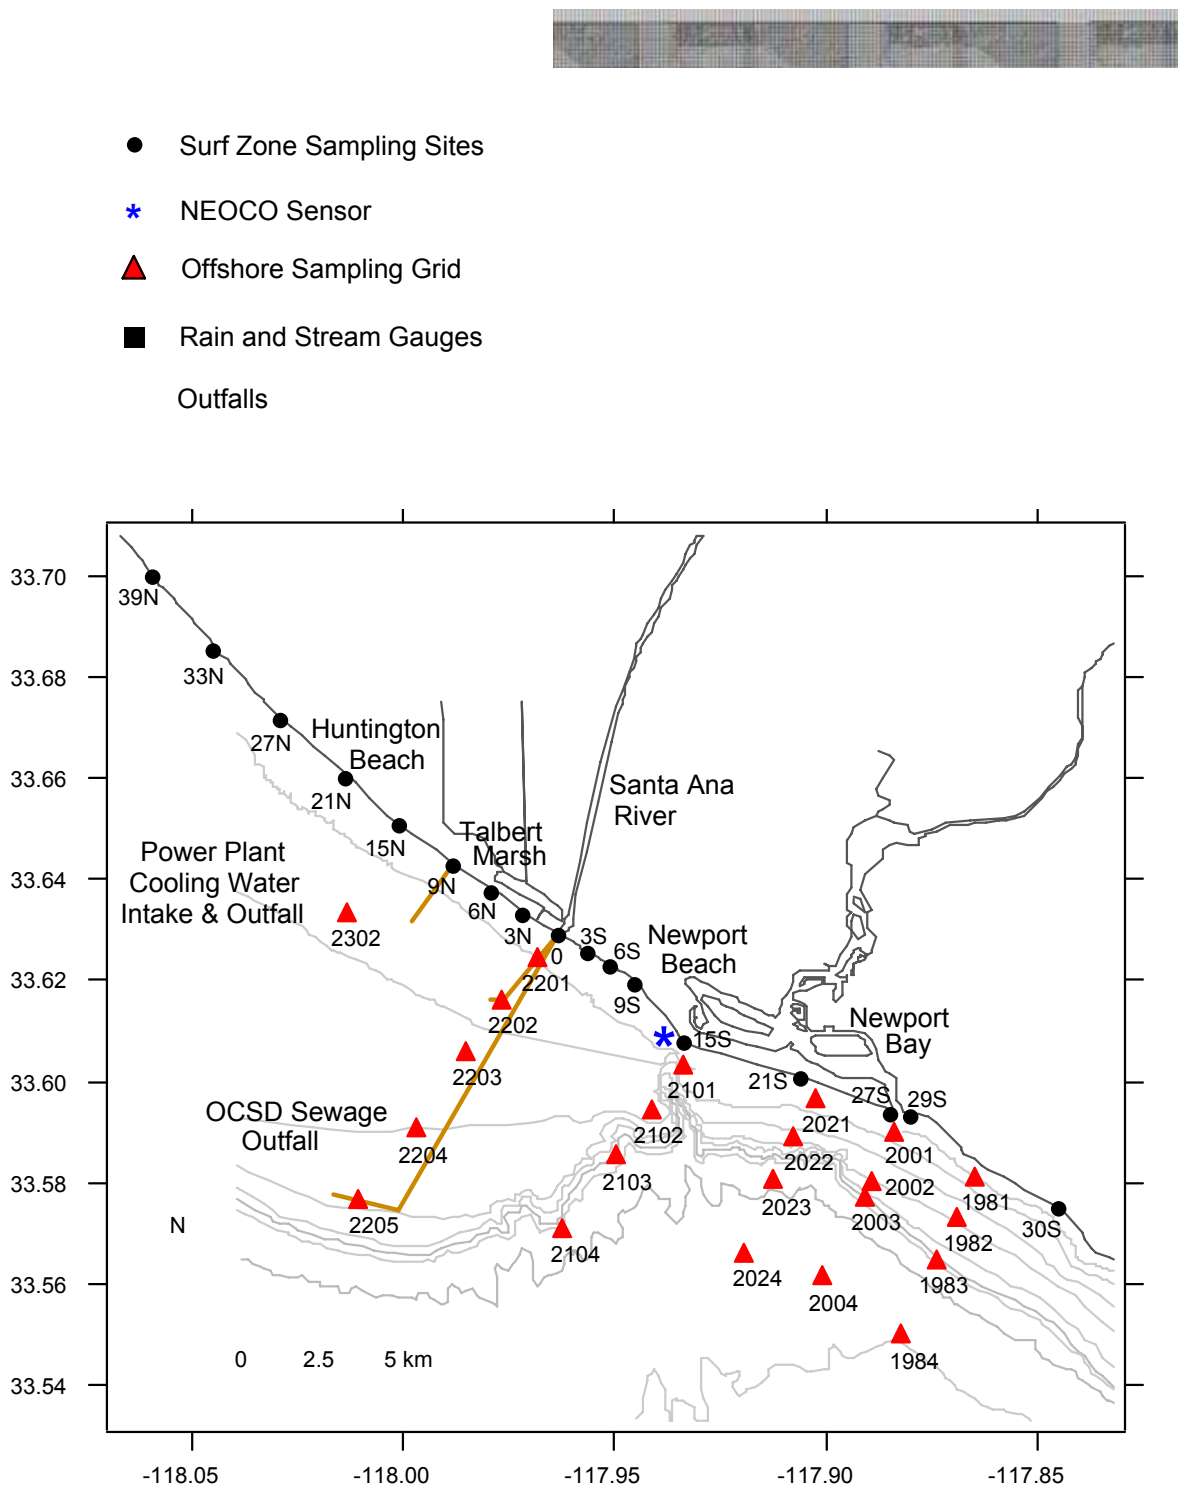 Surf Zone Sampling Sites
* NEOCO Sensor
Offshore Sampling Grid
Rain and Stream Gauges
Outfalls
33.70
33.68
33.66
33.64
33.62
33.60
33.58
33.56
33.54
39N
33N
27N
Huntington
Beach
21N
15N
Talbert
Marsh
Santa Ana
River
Power Plant
Cooling Water
Intake & Outfall
9N
6N
3N
2302
0
3S
6S
9S
Newport
Beach
2201
2202
2203
*
15S
2101
21S
27S
29S
Newport
Bay
OCSD Sewage
Outfall
2204
2102
2103
2021
2022
2023
2001
2002
2003
1981
1982
1983
30S
N
2205
2104
2024
2004
1984
0 2.5 5 km
-118.05
-118.00
-117.95
-117.90
-117.85